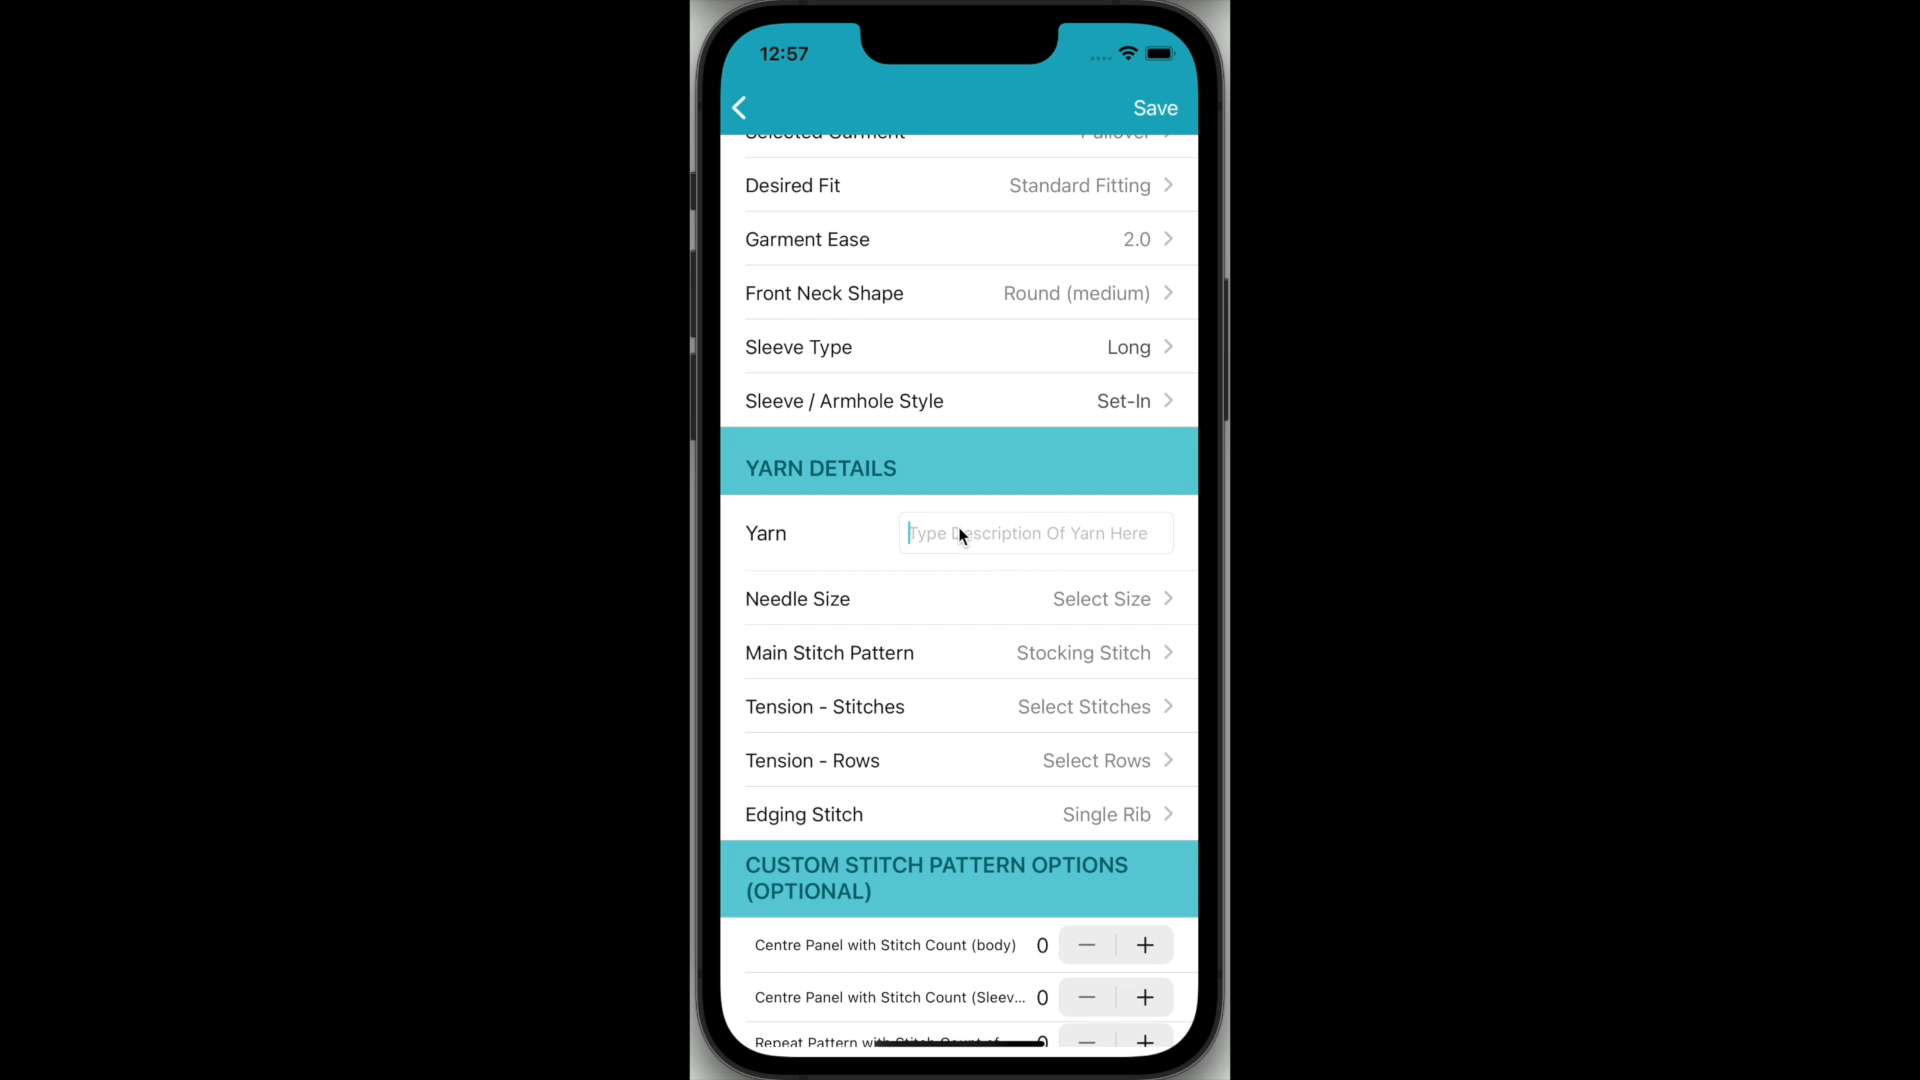 12:57
Save
Selected Garment Pullover
Desired Fit Standard Fitting
Garment Ease 2.0
Front Neck Shape Round (medium)
Sleeve Type Long
Sleeve / Armhole Style Set-In
YARN DETAILS
Yarn Type Description Of Yarn Here
Needle Size Select Size
Main Stitch Pattern Stocking Stitch
Tension - Stitches Select Stitches
Tension - Rows Select Rows
Edging Stitch Single Rib
CUSTOM STITCH PATTERN OPTIONS
(OPTIONAL)
Centre Panel with Stitch Count (body) 0 − +
Centre Panel with Stitch Count (Sleev... 0 − +
Repeat Pattern with Stitch Count of 0 − +